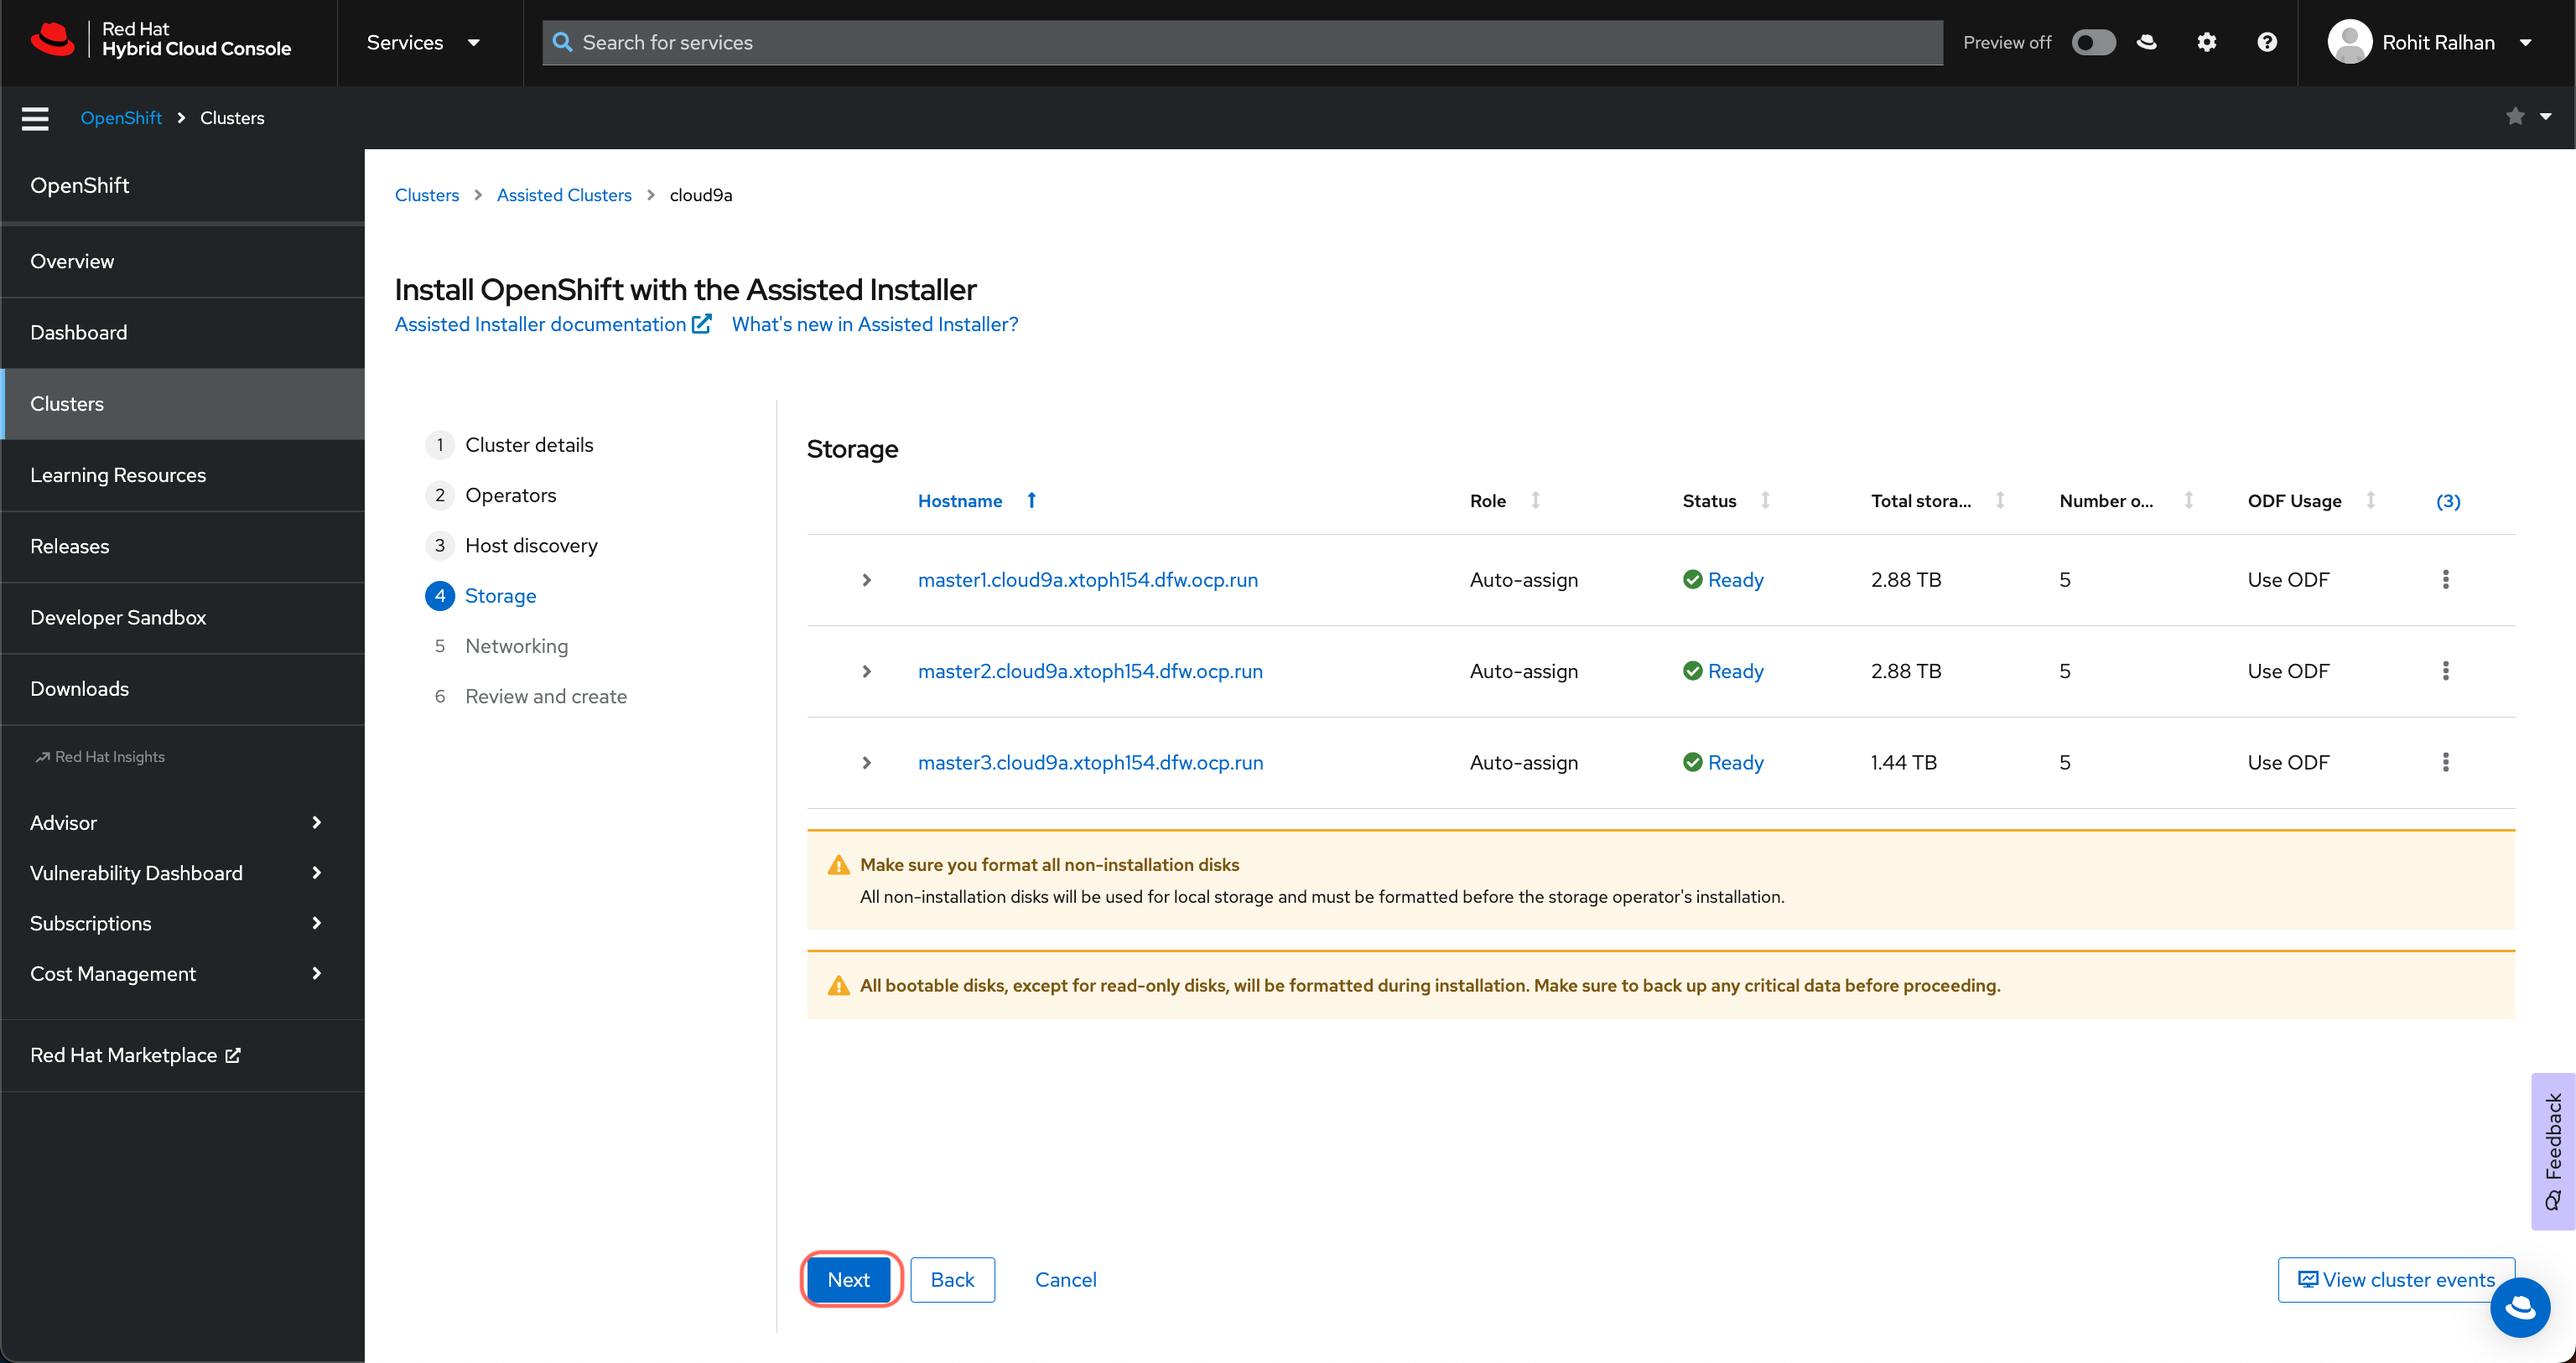 Red Hat
Hybrid Cloud Console
Services
Search for services
Preview off
Rohit Ralhan
OpenShift
Clusters
OpenShift
Overview
Dashboard
Clusters
Learning Resources
Releases
Developer Sandbox
Downloads
Red Hat Insights
Advisor
Vulnerability Dashboard
Subscriptions
Cost Management
Red Hat Marketplace
Clusters Assisted Clusters cloud9a
Install OpenShift with the Assisted Installer
Assisted Installer documentation What's new in Assisted Installer?
1 Cluster details
2 Operators
3 Host discovery
4 Storage
5 Networking
6 Review and create
Storage
Hostname Role Status Total stora... Number o... ODF Usage (3)
master1.cloud9a.xtoph154.dfw.ocp.run Auto-assign Ready 2.88 TB 5 Use ODF
master2.cloud9a.xtoph154.dfw.ocp.run Auto-assign Ready 2.88 TB 5 Use ODF
master3.cloud9a.xtoph154.dfw.ocp.run Auto-assign Ready 1.44 TB 5 Use ODF
Make sure you format all non-installation disks
All non-installation disks will be used for local storage and must be formatted before the storage operator's installation.
All bootable disks, except for read-only disks, will be formatted during installation. Make sure to back up any critical data before proceeding.
Next Back Cancel
View cluster events
Feedback